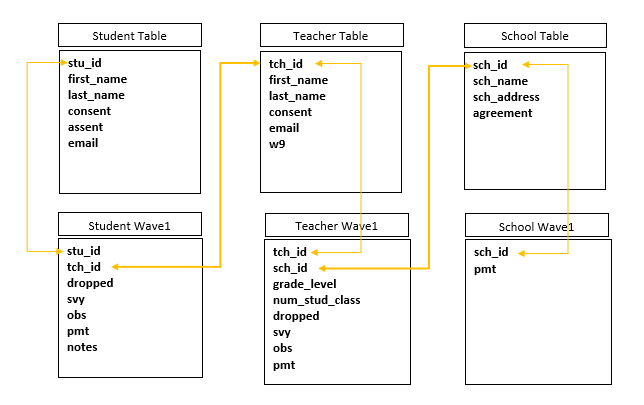 Student Table
stu_id
first_name
last_name
consent
assent
email
Teacher Table
tch_id
first_name
last_name
consent
email
w9
School Table
sch_id
sch_name
sch_address
agreement
Student Wave1
stu_id
tch_id
dropped
svy
obs
pmt
notes
Teacher Wave1
tch_id
sch_id
grade_level
num_stud_class
dropped
svy
obs
pmt
School Wave1
sch_id
pmt